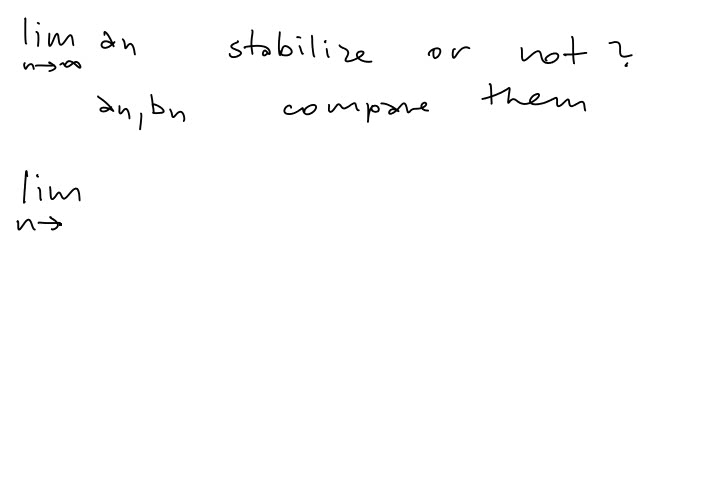 lim n→∞ an stabilize or not?
an, bn compare them
lim n→